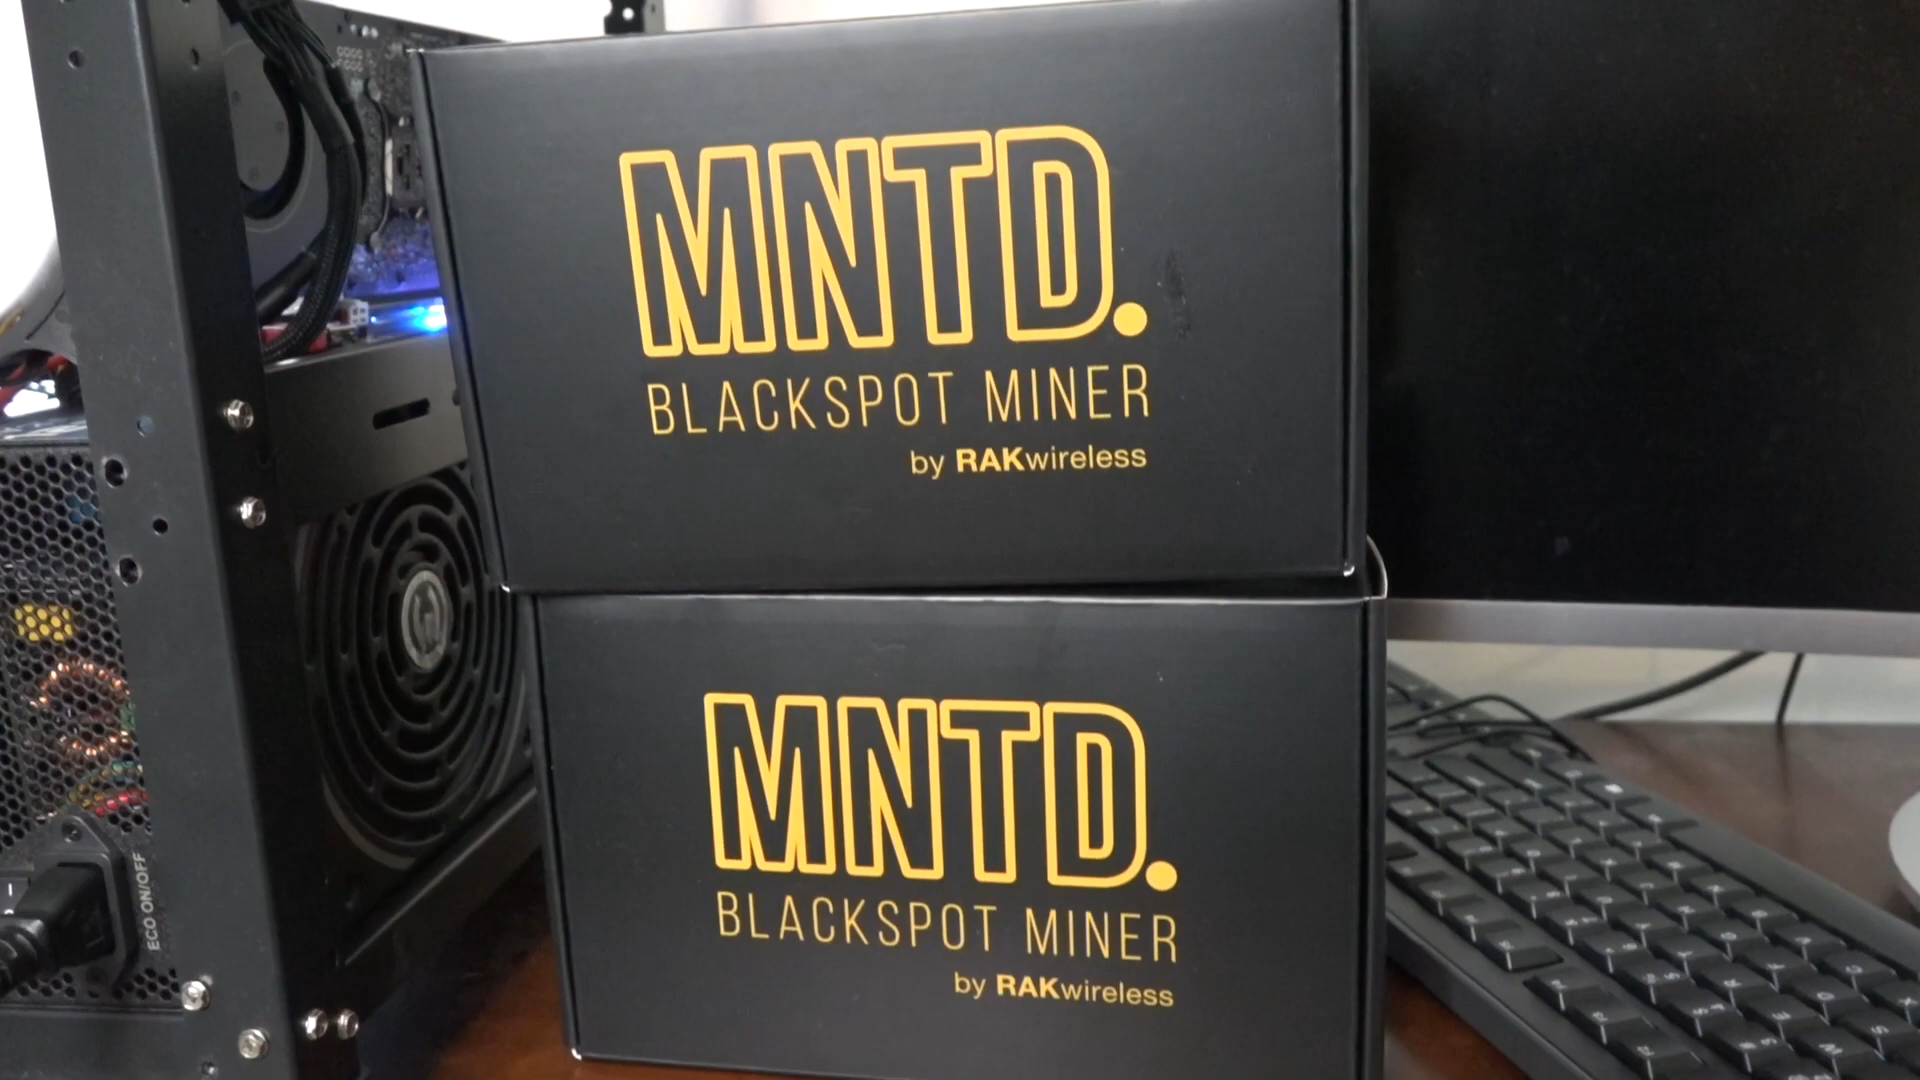 MNTD.
BLACKSPOT MINER
by RAKwireless
MNTD.
BLACKSPOT MINER
by RAKwireless
ECO ON/OFF